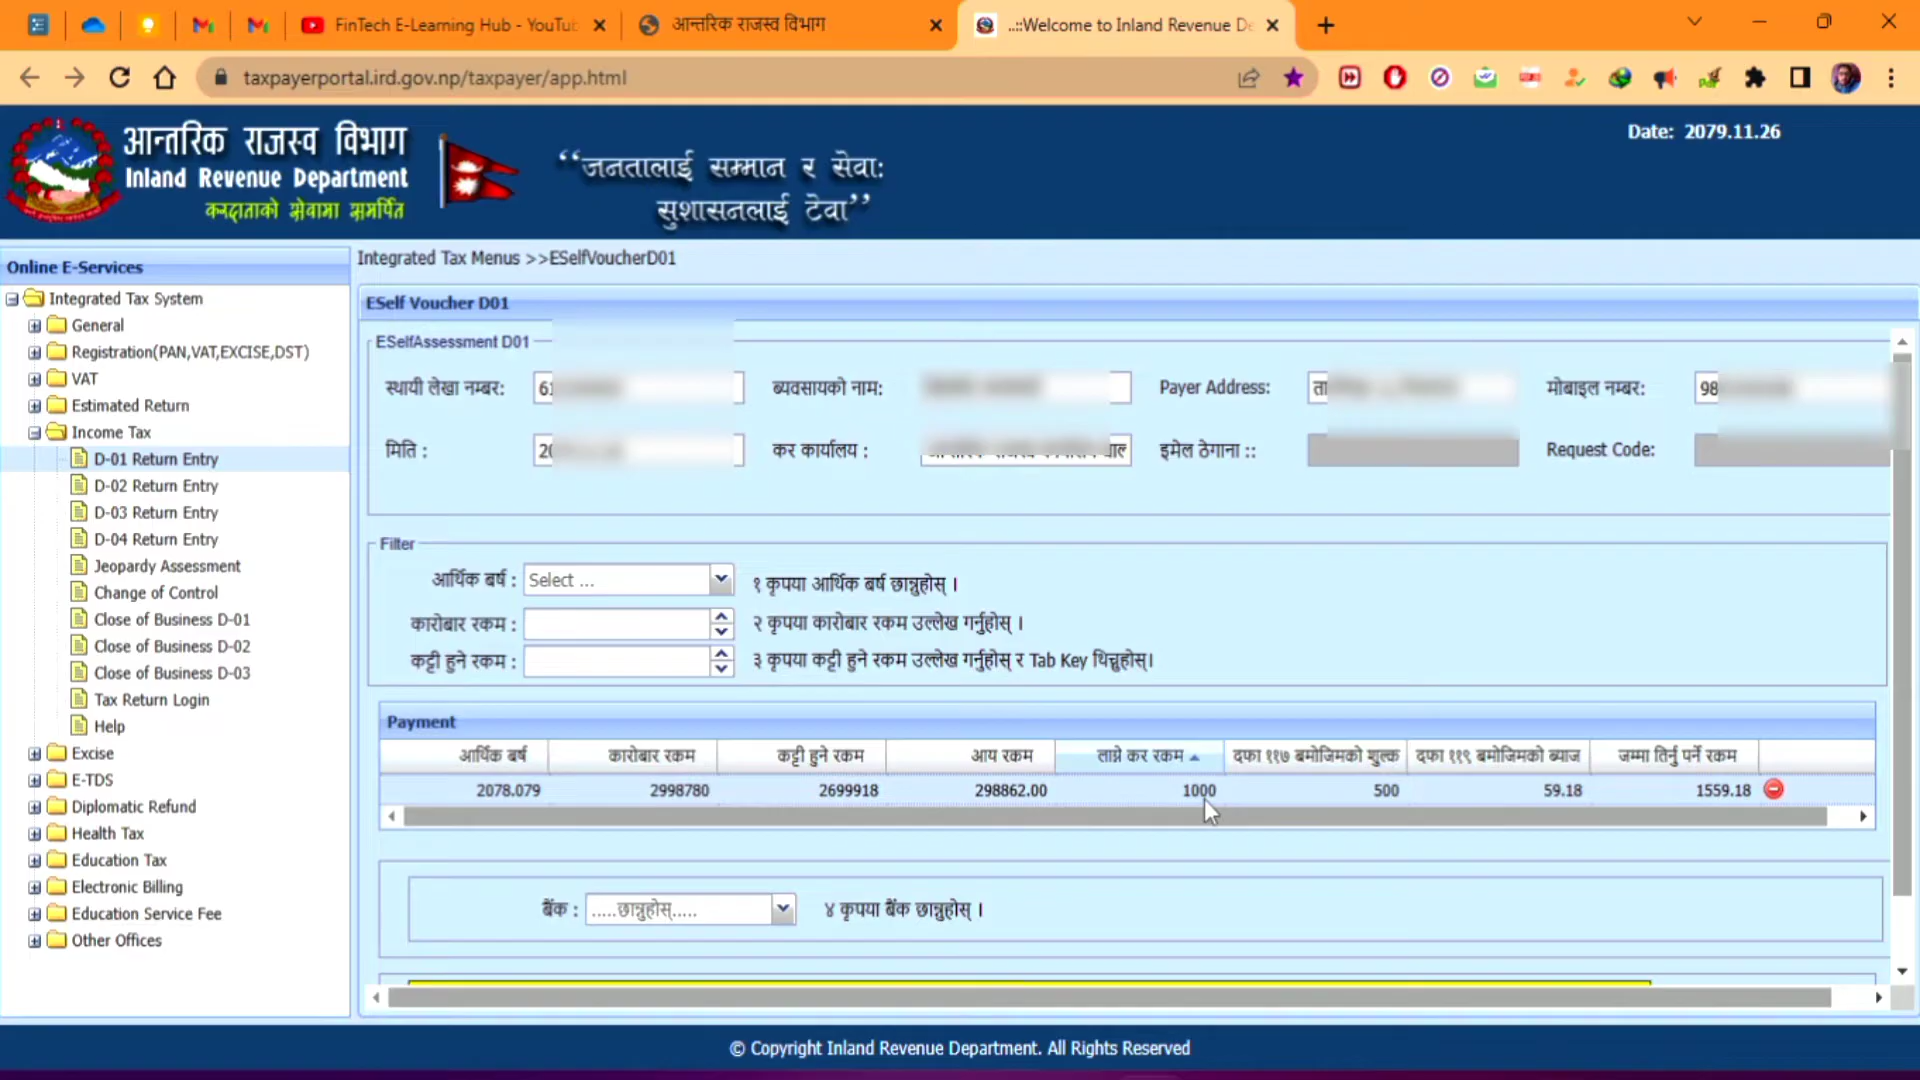 FinTech E-Learning Hub - YouTub
आन्तरिक राजस्व विभाग
..::Welcome to Inland Revenue De
taxpayerportal.ird.gov.np/taxpayer/app.html
आन्तरिक राजस्व विभाग
Inland Revenue Department
करदाताको सेवामा समर्पित
“जनतालाई सम्मान र सेवा:
सुशासनलाई टेवा”
Date: 2079.11.26
Online E-Services
Integrated Tax System
General
Registration(PAN,VAT,EXCISE,DST)
VAT
Estimated Return
Income Tax
D-01 Return Entry
D-02 Return Entry
D-03 Return Entry
D-04 Return Entry
Jeopardy Assessment
Change of Control
Close of Business D-01
Close of Business D-02
Close of Business D-03
Tax Return Login
Help
Excise
E-TDS
Diplomatic Refund
Health Tax
Education Tax
Electronic Billing
Education Service Fee
Other Offices
Integrated Tax Menus >>ESelfVoucherD01
ESelf Voucher D01
ESelfAssessment D01
स्थायी लेखा नम्बर: 61 ब्यवसायको नाम: Payer Address: ता मोबाइल नम्बर: 98
मिति : 20 कर कार्यालय : इमेल ठेगाना :: Request Code:
Filter
आर्थिक बर्ष : Select ... १ कृपया आर्थिक बर्ष छान्नुहोस् ।
कारोबार रकम : २ कृपया कारोबार रकम उल्लेख गर्नुहोस् ।
कट्टी हुने रकम : ३ कृपया कट्टी हुने रकम उल्लेख गर्नुहोस् र Tab Key थिच्नुहोस्।
Payment
आर्थिक बर्ष कारोबार रकम कट्टी हुने रकम आय रकम लाग्ने कर रकम दफा ११७ बमोजिमको शुल्क दफा ११९ बमोजिमको ब्याज जम्मा तिर्नु पर्ने रकम
2078.079 2998780 2699918 298862.00 1000 500 59.18 1559.18
बैंक : .....छान्नुहोस्..... ४ कृपया बैंक छान्नुहोस् ।
© Copyright Inland Revenue Department. All Rights Reserved